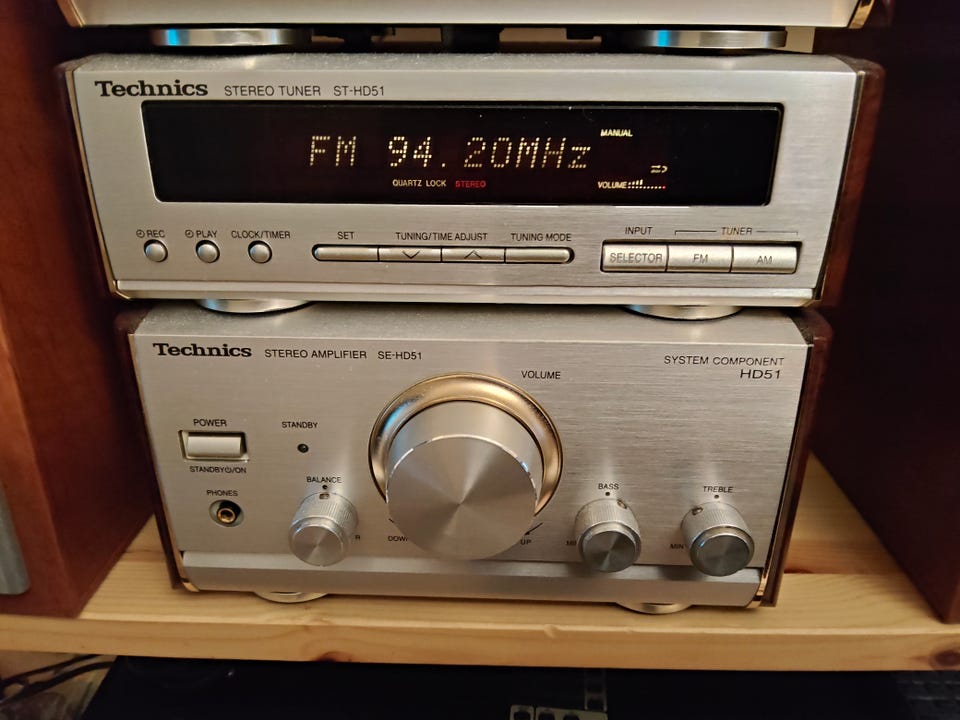 Technics STEREO TUNER ST-HD51
MANUAL
FM 94.20MHz
QUARTZ LOCK STEREO VOLUME
REC PLAY CLOCK/TIMER SET TUNING/TIME ADJUST TUNING MODE INPUT TUNER
SELECTOR FM AM
Technics STEREO AMPLIFIER SE-HD51
SYSTEM COMPONENT
HD51
VOLUME
POWER
STANDBY
STANDBY⏻/ON
BALANCE
BASS
TREBLE
PHONES
R
DOWN
UP
MIN